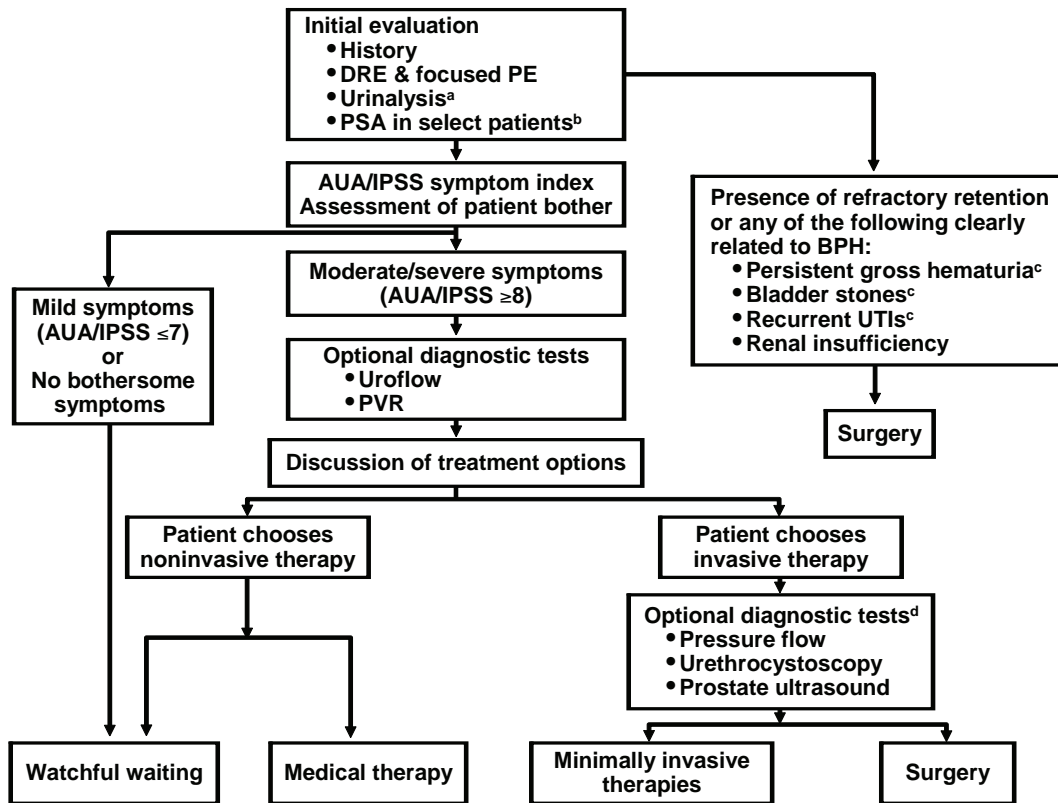 Initial evaluation
• History
• DRE & focused PE
• Urinalysisᵃ
• PSA in select patientsᵇ
AUA/IPSS symptom index
Assessment of patient bother
Presence of refractory retention
or any of the following clearly
related to BPH:
• Persistent gross hematuriaᶜ
• Bladder stonesᶜ
• Recurrent UTIsᶜ
• Renal insufficiency
Moderate/severe symptoms
(AUA/IPSS ≥8)
Mild symptoms
(AUA/IPSS ≤7)
or
No bothersome
symptoms
Optional diagnostic tests
• Uroflow
• PVR
Surgery
Discussion of treatment options
Patient chooses
noninvasive therapy
Patient chooses
invasive therapy
Optional diagnostic testsᵈ
• Pressure flow
• Urethrocystoscopy
• Prostate ultrasound
Watchful waiting
Medical therapy
Minimally invasive
therapies
Surgery